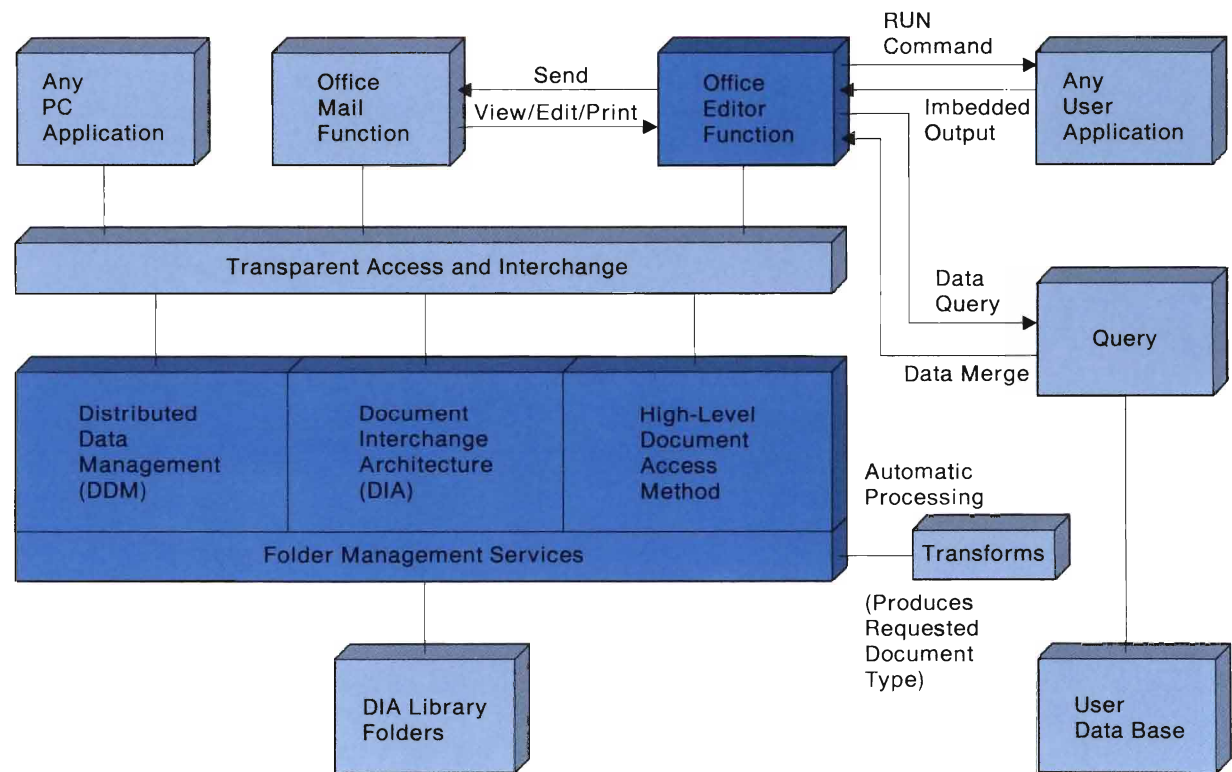 Any
PC
Application
Office
Mail
Function
Send
View/Edit/Print
Office
Editor
Function
RUN
Command
Imbedded
Output
Any
User
Application
Transparent Access and Interchange
Data
Query
Data Merge
Query
Distributed
Data
Management
(DDM)
Document
Interchange
Architecture
(DIA)
High-Level
Document
Access
Method
Folder Management Services
Automatic
Processing
Transforms
(Produces
Requested
Document
Type)
DIA Library
Folders
User
Data Base